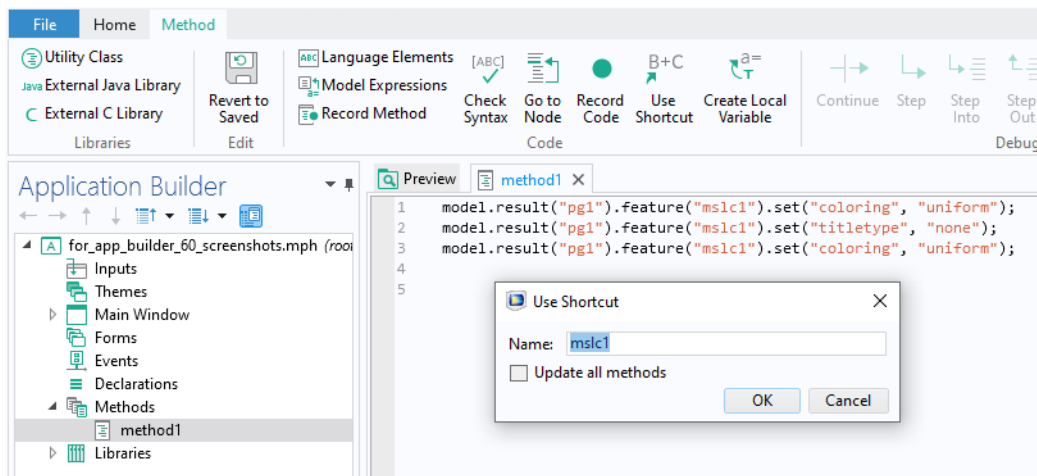 File Home Method
Utility Class
Java External Java Library
C External C Library
Libraries
Revert to
Saved
Edit
ABC Language Elements
a= Model Expressions
Record Method
[ABC]
Check
Syntax
Go to
Node
Record
Code
B+C
Use
Shortcut
a=
T
Create Local
Variable
Code
Continue
Step
Step
Into
Step
Out
Debug
Application Builder
A for_app_builder_60_screenshots.mph (root
Inputs
Themes
Main Window
Forms
Events
Declarations
Methods
method1
Libraries
Preview method1
1 model.result("pg1").feature("mslc1").set("coloring", "uniform");
2 model.result("pg1").feature("mslc1").set("titletype", "none");
3 model.result("pg1").feature("mslc1").set("coloring", "uniform");
4
5
Use Shortcut
Name: mslc1
Update all methods
OK Cancel